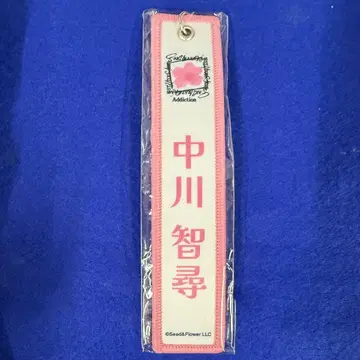 Addiction
中川 智尋
©Seed&Flower LLC